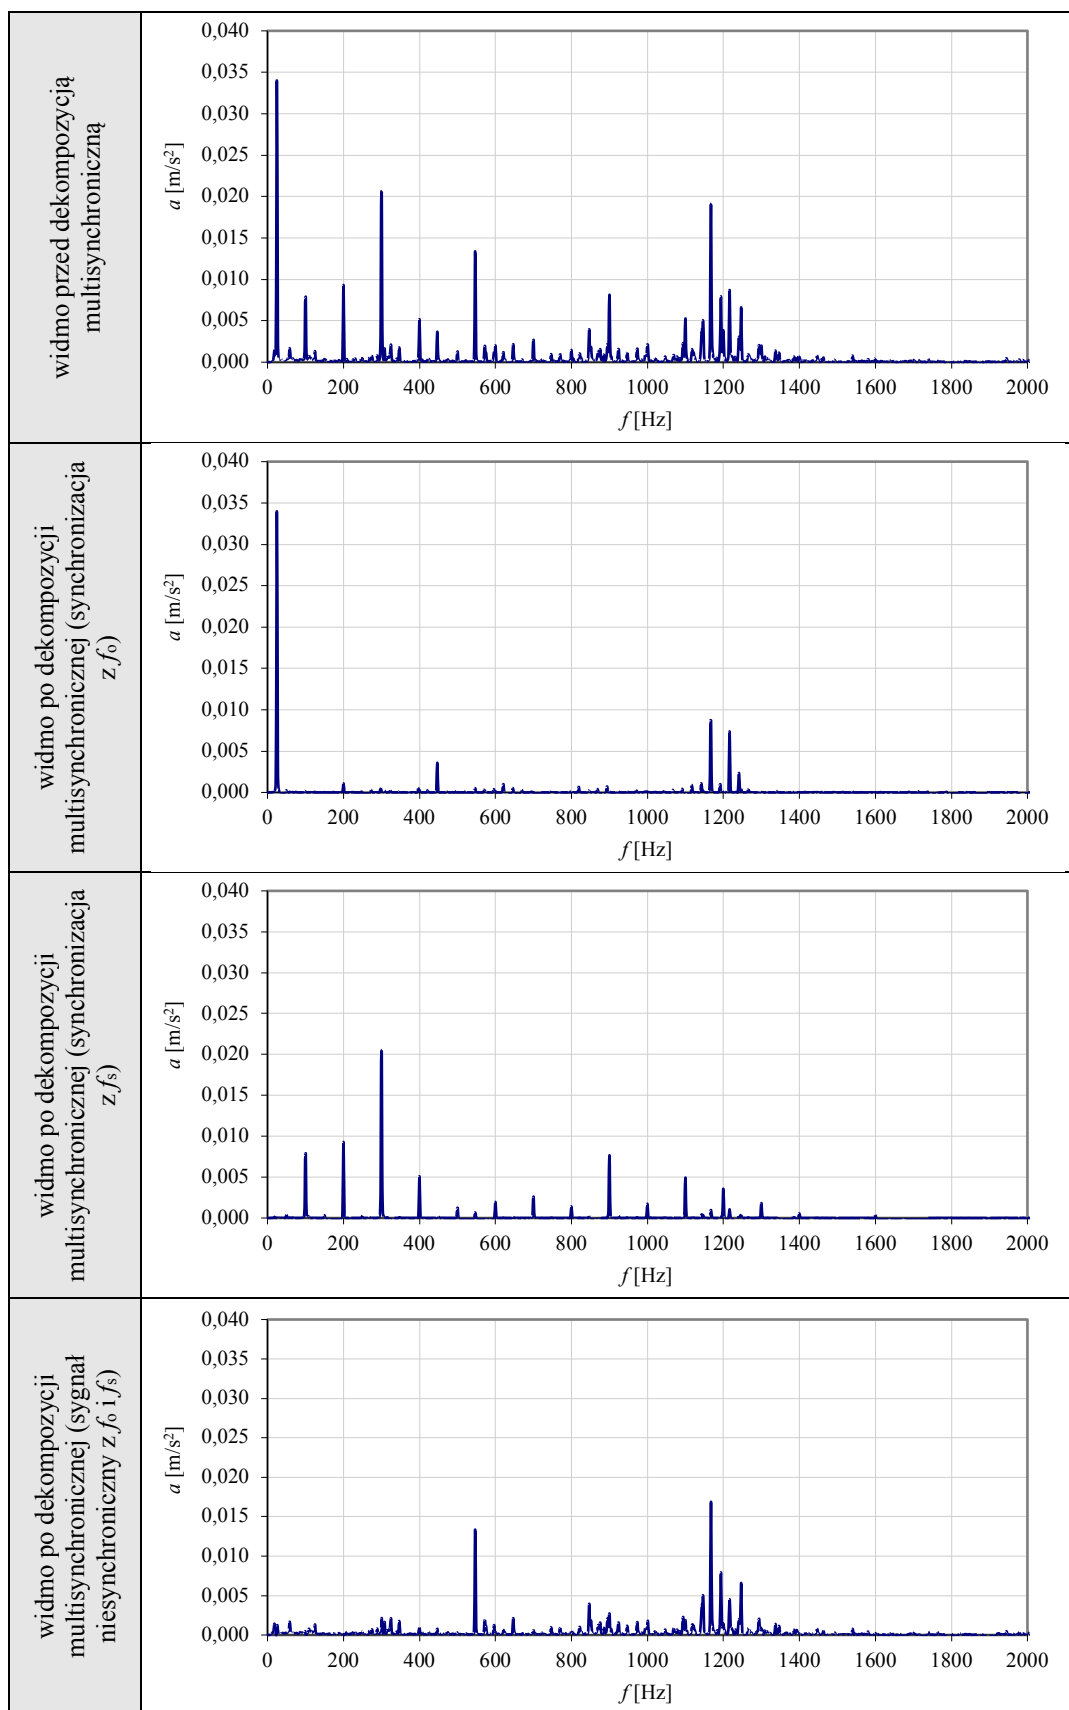 widmo przed dekompozycją
multisynchroniczną
0,040
0,035
0,030
0,025
0,020
0,015
0,010
0,005
0,000
a [m/s²]
0 200 400 600 800 1000 1200 1400 1600 1800 2000
f [Hz]
widmo po dekompozycji
multisynchronicznej (synchronizacja
z fo)
0,040
0,035
0,030
0,025
0,020
0,015
0,010
0,005
0,000
a [m/s²]
0 200 400 600 800 1000 1200 1400 1600 1800 2000
f [Hz]
widmo po dekompozycji
multisynchronicznej (synchronizacja
z fs)
0,040
0,035
0,030
0,025
0,020
0,015
0,010
0,005
0,000
a [m/s²]
0 200 400 600 800 1000 1200 1400 1600 1800 2000
f [Hz]
widmo po dekompozycji
multisynchronicznej (sygnał
niesynchroniczny z fo i fs)
0,040
0,035
0,030
0,025
0,020
0,015
0,010
0,005
0,000
a [m/s²]
0 200 400 600 800 1000 1200 1400 1600 1800 2000
f [Hz]